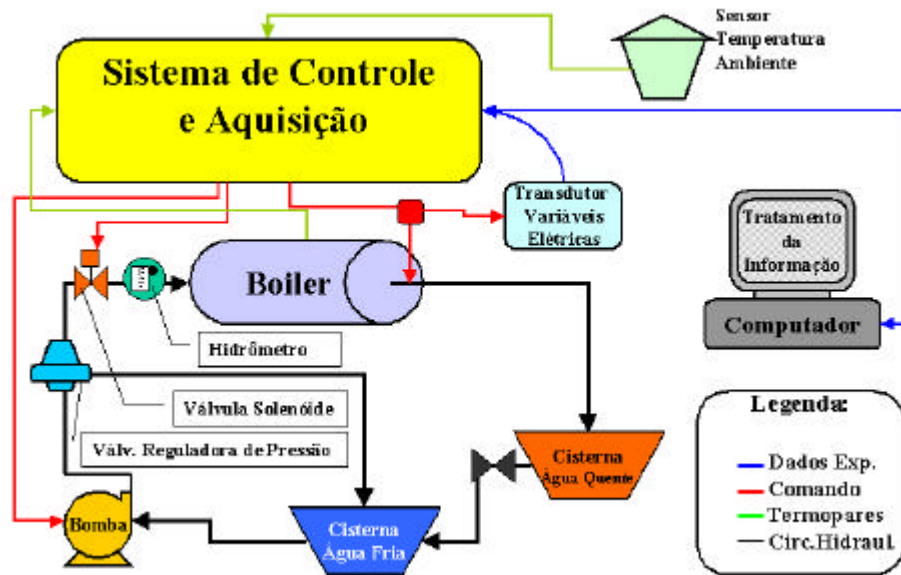 Sistema de Controle
e Aquisição
Sensor
Temperatura
Ambiente
Transdutor
Variáveis
Elétricas
Tratamento
da
Informação
Computador
Boiler
Hidrômetro
Válvula Solenóide
Válv. Reguladora de Pressão
Bomba
Cisterna
Água Fria
Cisterna
Água Quente
Legenda:
Dados Exp.
Comando
Termopares
Circ.Hidraul.